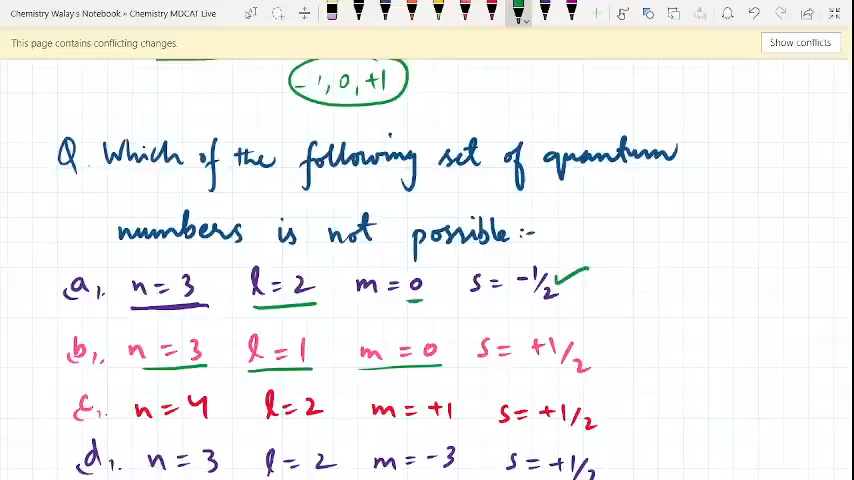 Chemistry Walay's Notebook » Chemistry MDCAT Live
This page contains conflicting changes.
Show conflicts
-1, 0, +1
Q. Which of the following set of quantum
numbers is not possible:-
(a). n = 3 l = 2 m = 0 s = -1/2 ✓
(b). n = 3 l = 1 m = 0 s = +1/2
(c). n = 4 l = 2 m = +1 s = +1/2
(d). n = 3 l = 2 m = -3 s = +1/2